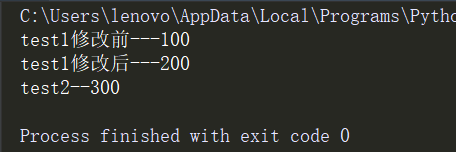 C:\Users\lenovo\AppData\Local\Programs\Pytho
test1修改前---100
test1修改后---200
test2--300
Process finished with exit code 0